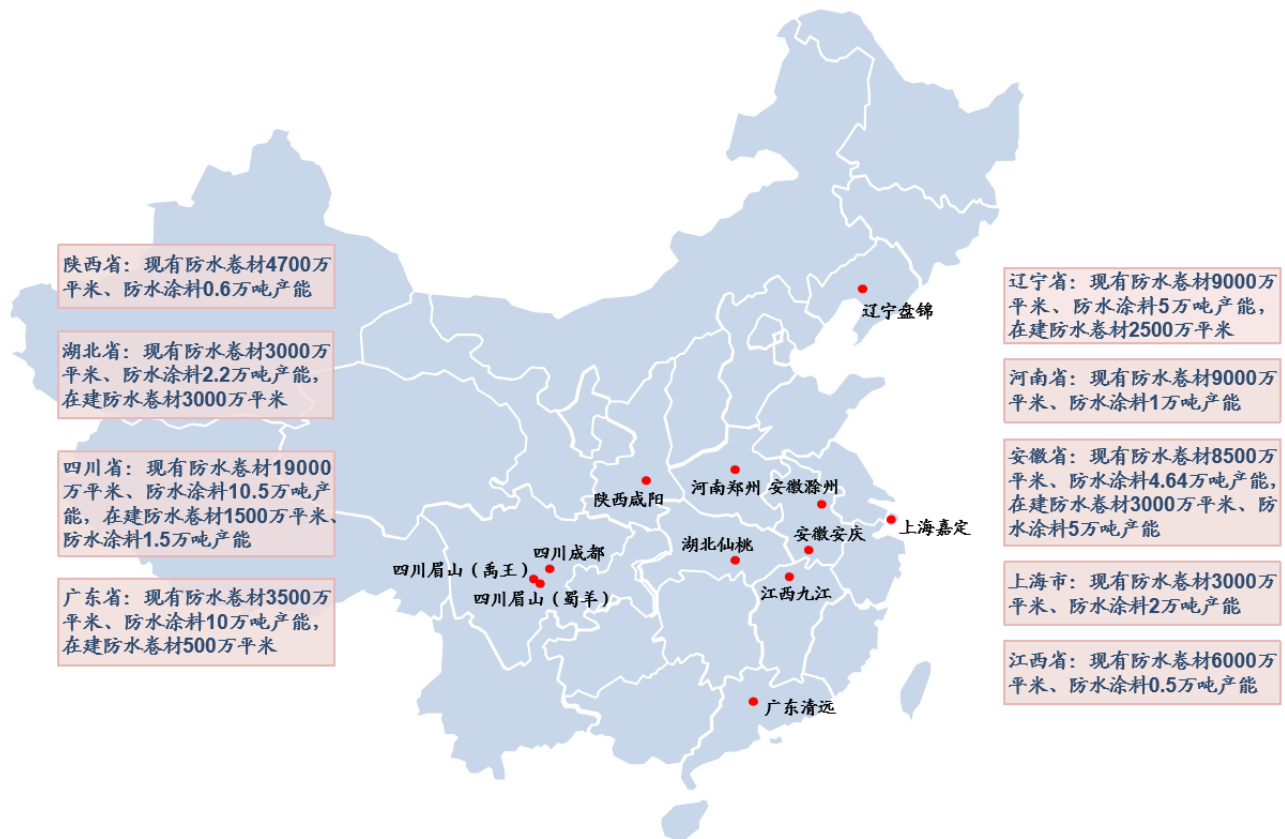 陕西省：现有防水卷材4700万
平米、防水涂料0.6万吨产能
湖北省：现有防水卷材3000万
平米、防水涂料2.2万吨产能，
在建防水卷材3000万平米
四川省：现有防水卷材19000
万平米、防水涂料10.5万吨产
能，在建防水卷材1500万平米、
防水涂料1.5万吨产能
广东省：现有防水卷材3500万
平米、防水涂料10万吨产能，
在建防水卷材500万平米
辽宁盘锦
陕西咸阳
河南郑州
安徽滁州
上海嘉定
湖北仙桃
安徽安庆
四川成都
四川眉山（禹王）
四川眉山（蜀羊）
江西九江
广东清远
辽宁省：现有防水卷材9000万
平米、防水涂料5万吨产能，
在建防水卷材2500万平米
河南省：现有防水卷材9000万
平米、防水涂料1万吨产能
安徽省：现有防水卷材8500万
平米、防水涂料4.64万吨产能，
在建防水卷材3000万平米、防
水涂料5万吨产能
上海市：现有防水卷材3000万
平米、防水涂料2万吨产能
江西省：现有防水卷材6000万
平米、防水涂料0.5万吨产能